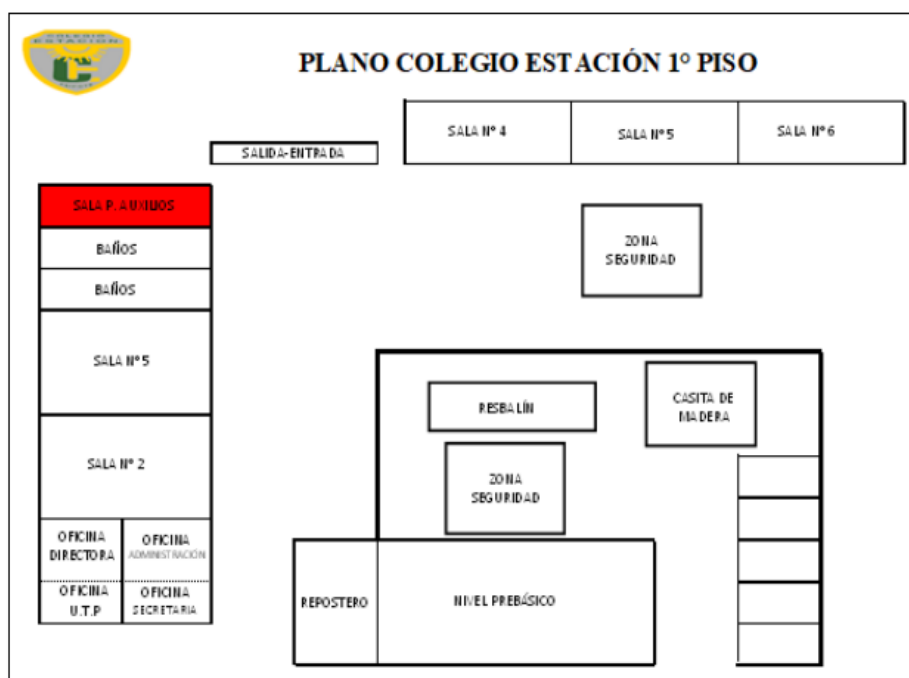 COLEGIO
ESTACION
PLANO COLEGIO ESTACIÓN 1° PISO
SALA N° 4
SALA N° 5
SALA N° 6
SALIDA-ENTRADA
SALA P. AUXILIOS
BAÑOS
BAÑOS
SALA N° 5
SALA N° 2
OFICINA
DIRECTORA
OFICINA
ADMINISTRACIÓN
OFICINA
U.T.P
OFICINA
SECRETARIA
ZONA
SEGURIDAD
RESBALÍN
CASITA DE
MADERA
ZONA
SEGURIDAD
REPOSTERO
NIVEL PREBÁSICO